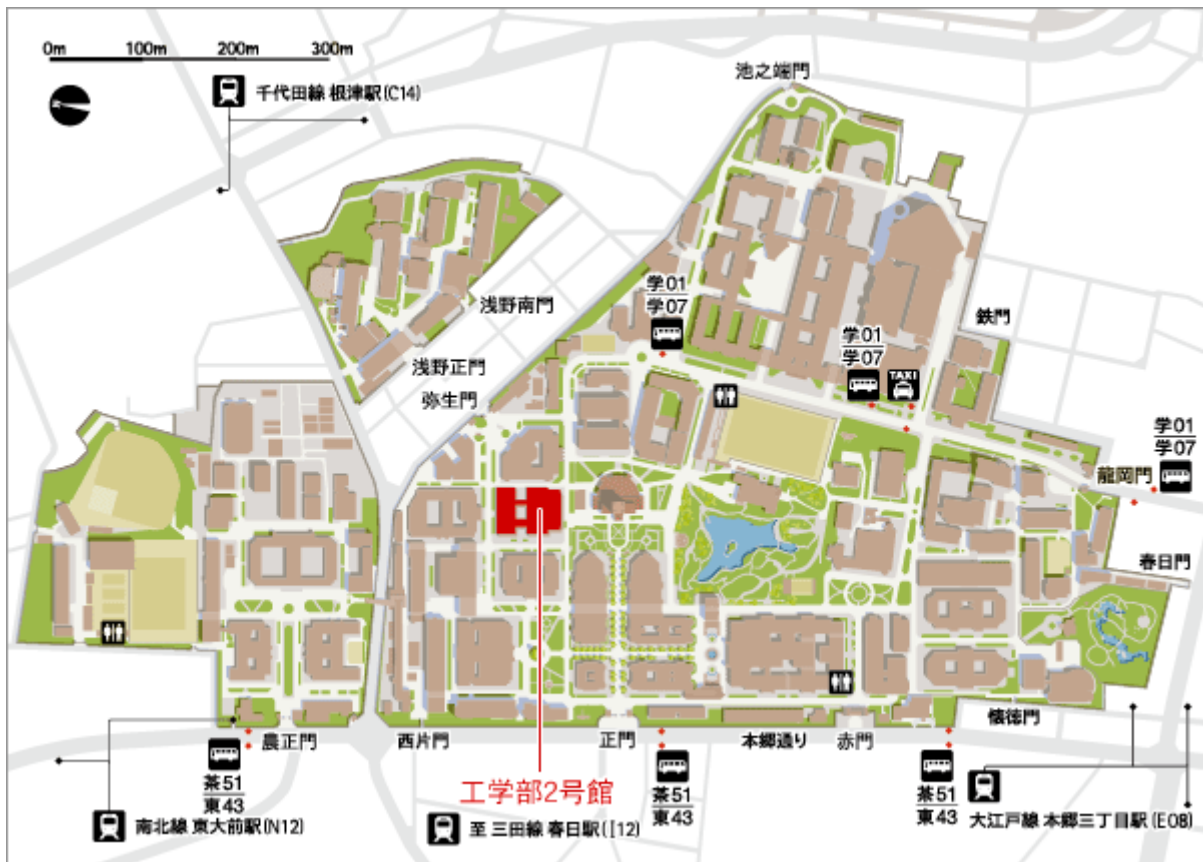 0m 100m 200m 300m
千代田線 根津駅(C14)
池之端門
浅野南門
学01
学07
鉄門
学01
学07
TAXI
浅野正門
弥生門
学01
学07
龍岡門
春日門
懐徳門
農正門
西片門
正門
本郷通り
赤門
茶51
東43
工学部2号館
茶51
東43
茶51
東43
南北線 東大前駅(N12)
至 三田線 春日駅([12)
大江戸線 本郷三丁目駅(E08)